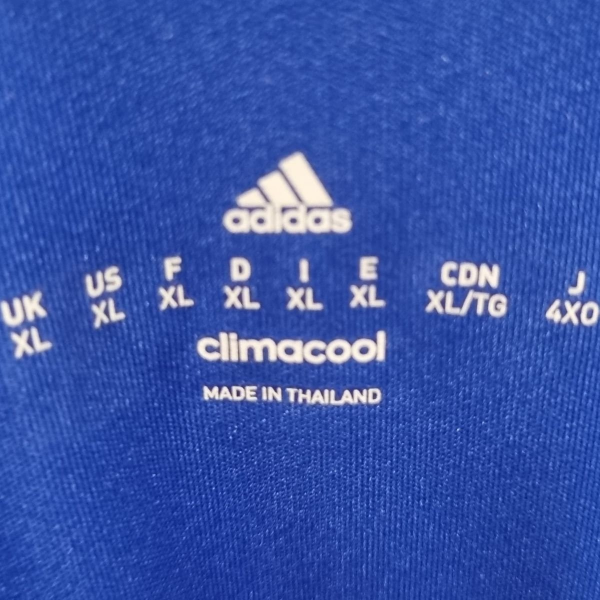 adidas
UK US F D I E CDN J
XL XL XL XL XL XL XL/TG 4XO
climacool
MADE IN THAILAND